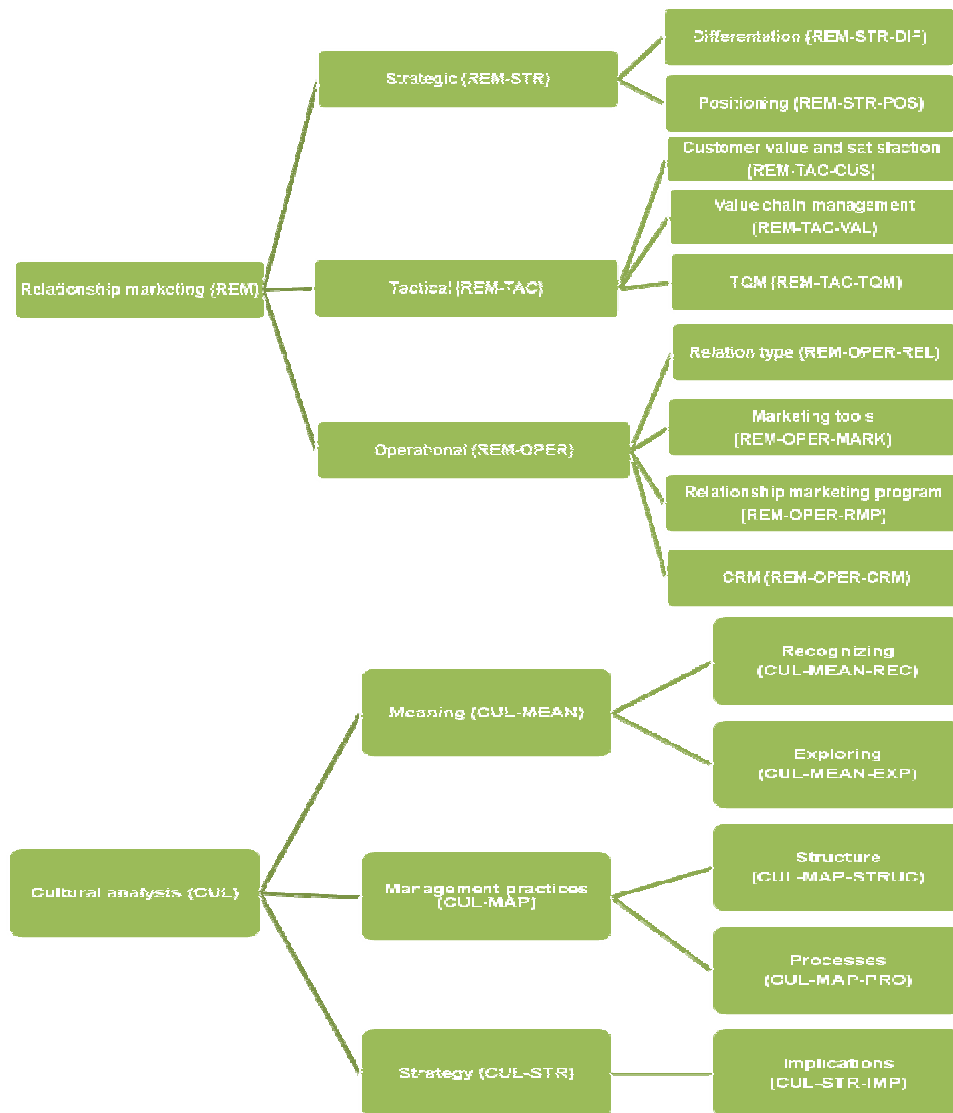 Relationship marketing (REM)
Strategic (REM-STR)
Differentation (REM-STR-DIF)
Positioning (REM-STR-POS)
Tactical (REM-TAC)
Customer value and satisfaction
(REM-TAC-CUS)
Value chain management
(REM-TAC-VAL)
TQM (REM-TAC-TQM)
Operational (REM-OPER)
Relation type (REM-OPER-REL)
Marketing tools
(REM-OPER-MARK)
Relationship marketing program
(REM-OPER-RMP)
CRM (REM-OPER-CRM)
Cultural analysis (CUL)
Meaning (CUL-MEAN)
Recognizing
(CUL-MEAN-REC)
Exploring
(CUL-MEAN-EXP)
Management practices
(CUL-MAP)
Structure
(CUL-MAP-STRUC)
Processes
(CUL-MAP-PRO)
Strategy (CUL-STR)
Implications
(CUL-STR-IMP)